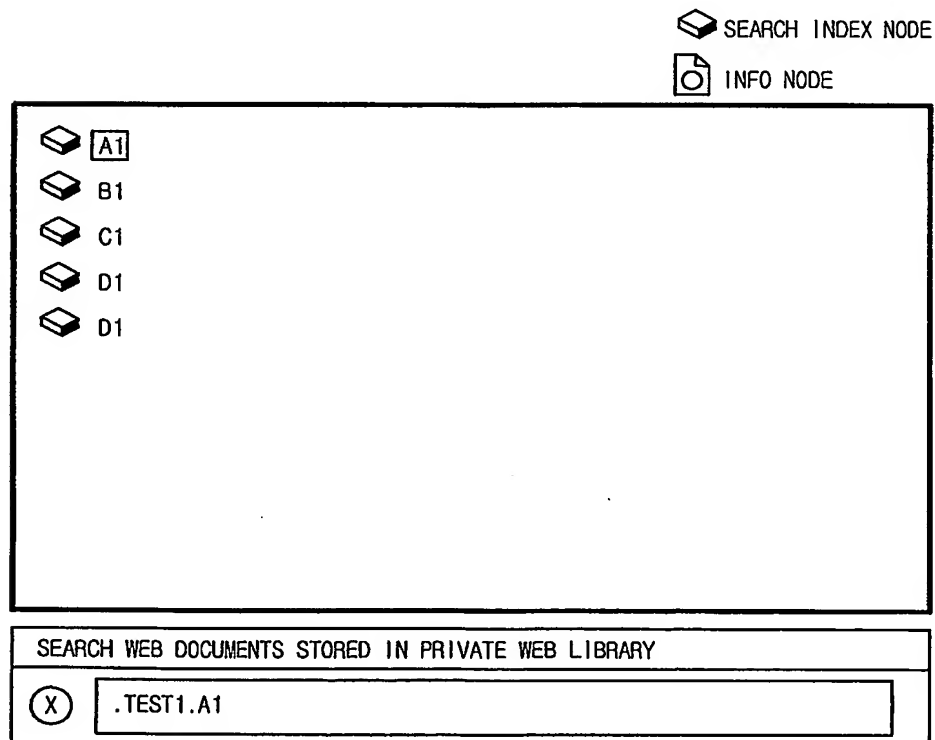 SEARCH INDEX NODE
INFO NODE
A1
B1
C1
D1
D1
SEARCH WEB DOCUMENTS STORED IN PRIVATE WEB LIBRARY
X .TEST1.A1